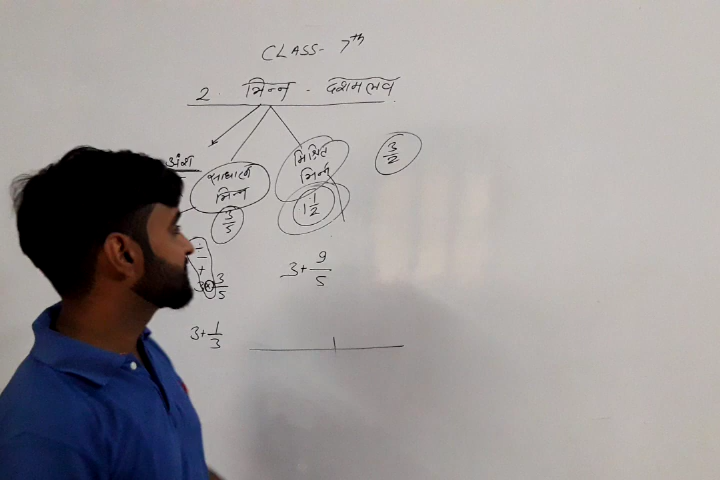 CLASS- 7th
2. भिन्न - दशमलव
अंश
साधारण भिन्न
3/5
मिश्रित भिन्न
1 1/2
3/2
3 + 9/5
3/5
3+ 1/3